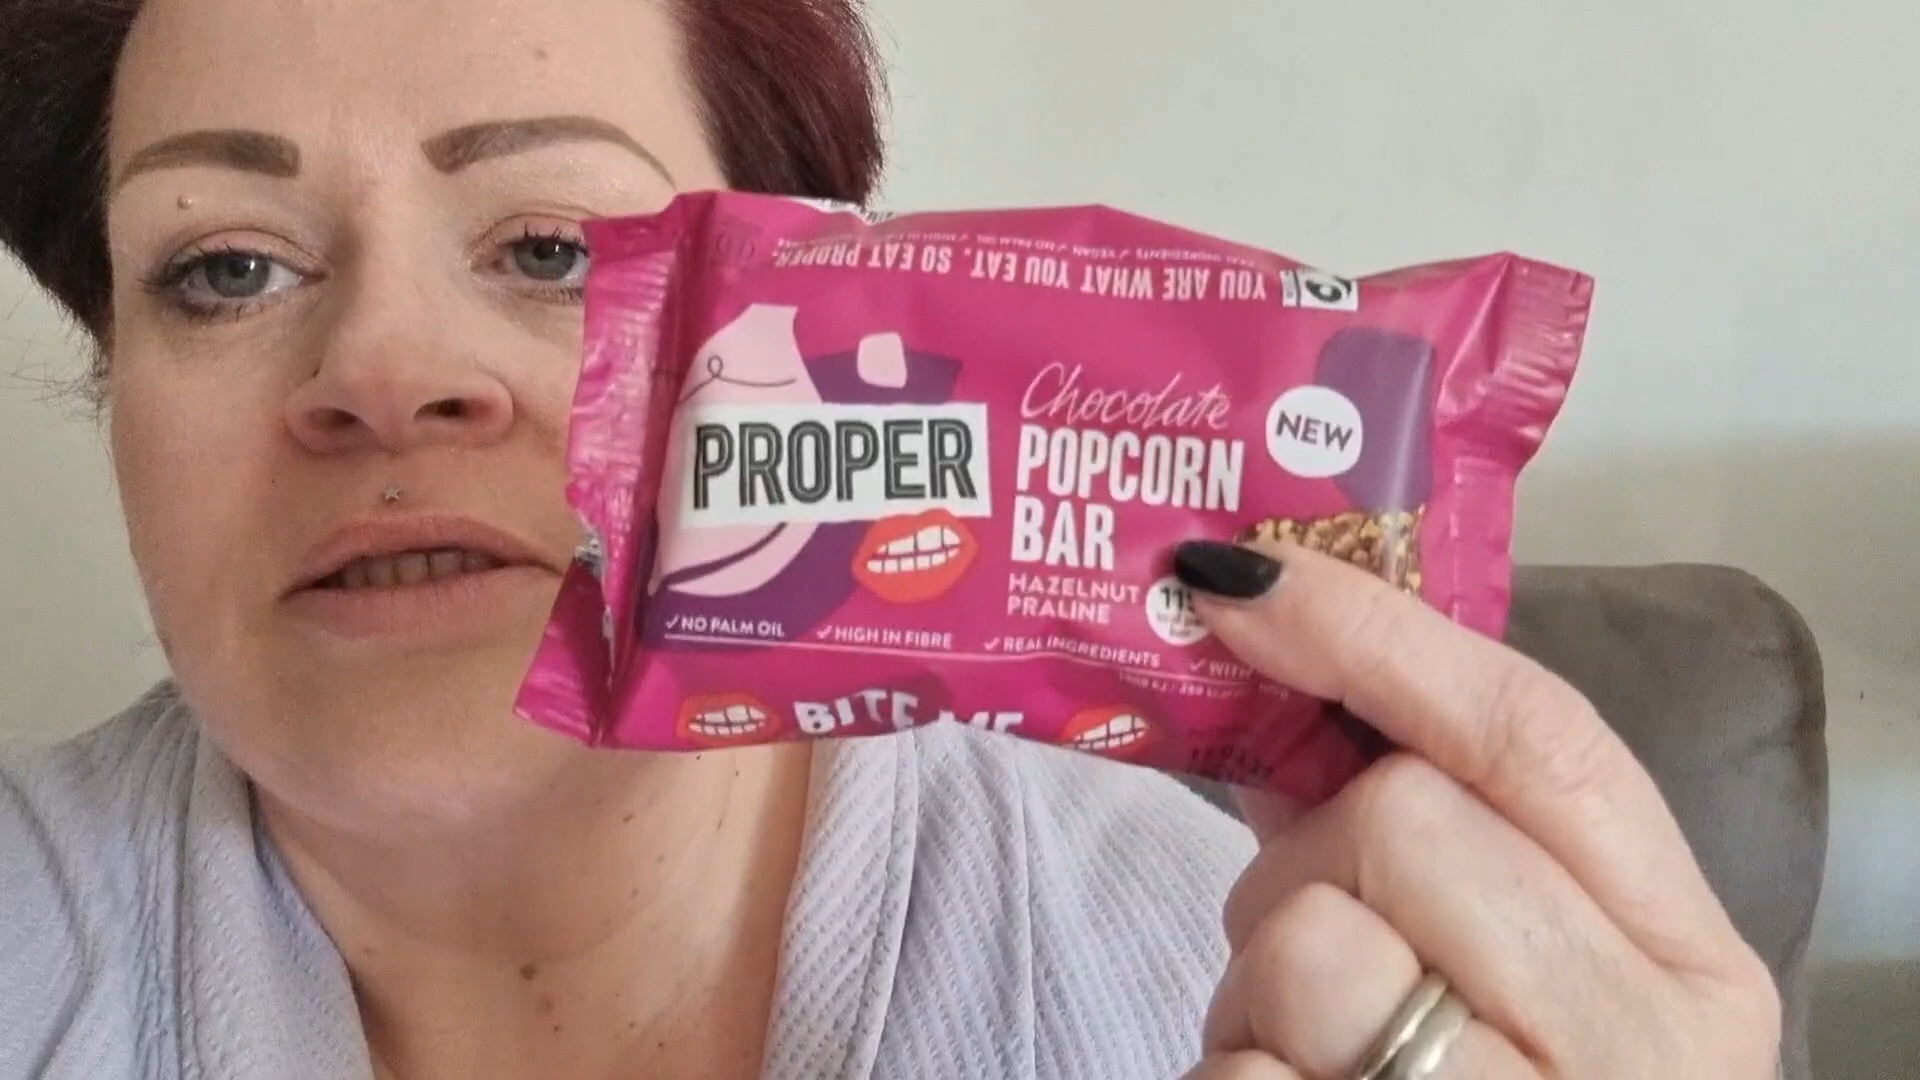 YOU ARE WHAT YOU EAT. SO EAT PROPER.
PROPER
Chocolate
POPCORN
BAR
HAZELNUT
PRALINE
NEW
✓NO PALM OIL ✓HIGH IN FIBRE ✓REAL INGREDIENTS ✓WITH
BITE ME